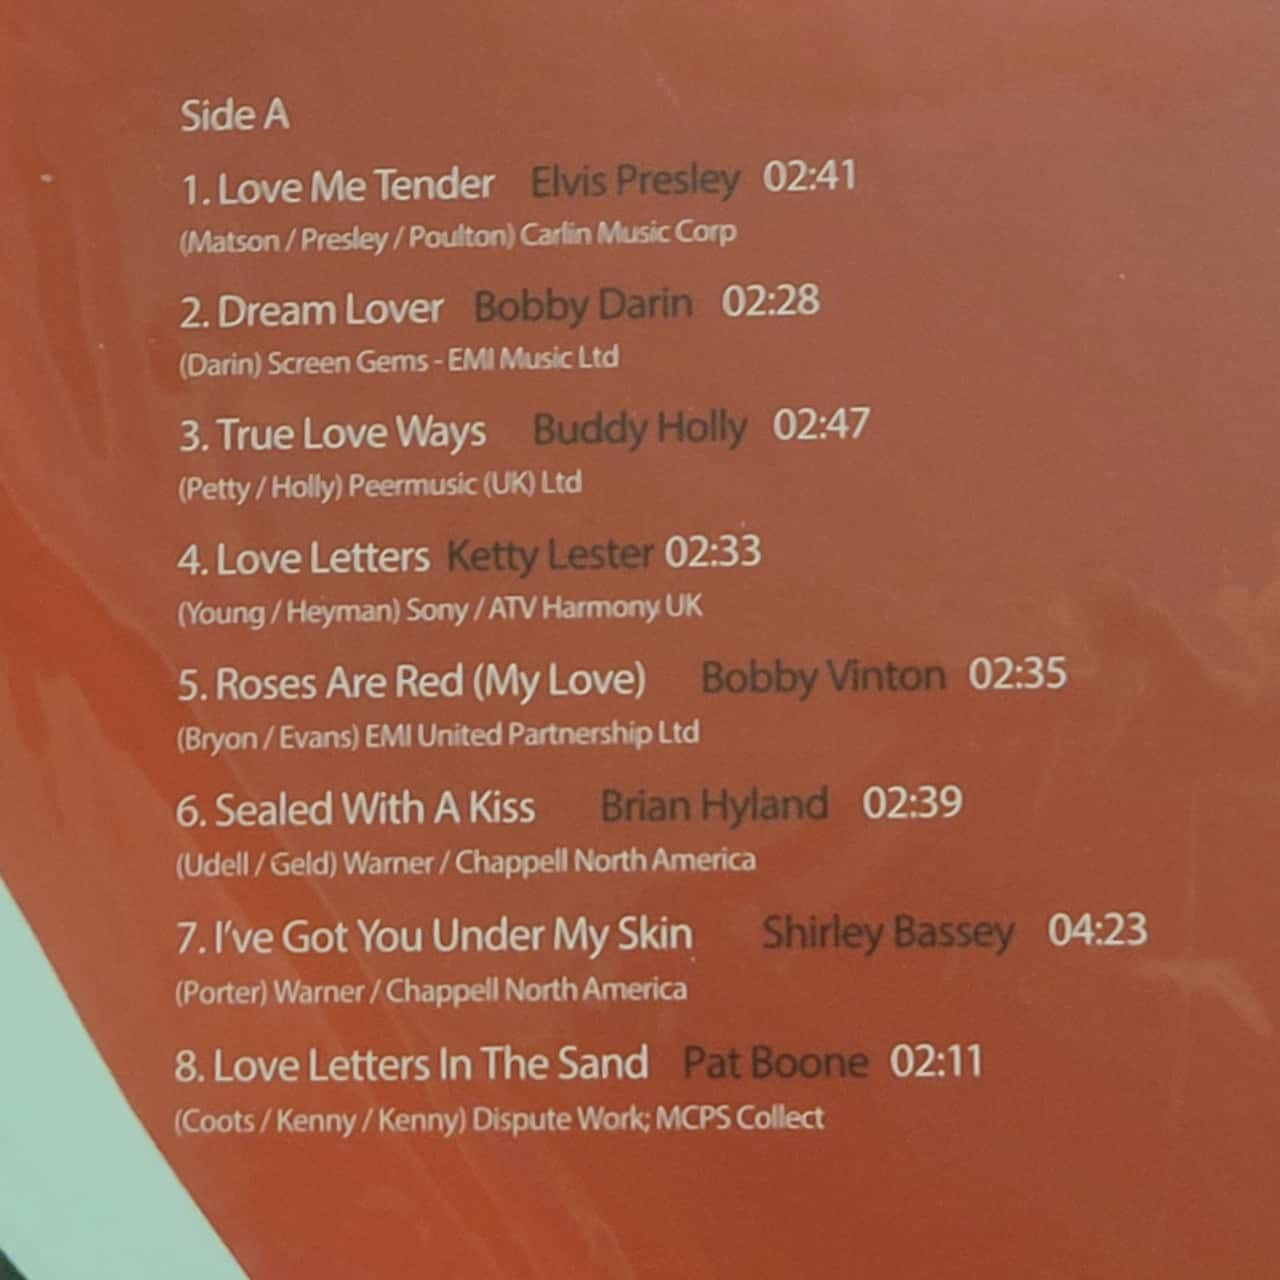 Side A
1. Love Me Tender Elvis Presley 02:41
(Matson / Presley / Poulton) Carlin Music Corp
2. Dream Lover Bobby Darin 02:28
(Darin) Screen Gems - EMI Music Ltd
3. True Love Ways Buddy Holly 02:47
(Petty / Holly) Peermusic (UK) Ltd
4. Love Letters Ketty Lester 02:33
(Young / Heyman) Sony / ATV Harmony UK
5. Roses Are Red (My Love) Bobby Vinton 02:35
(Bryon / Evans) EMI United Partnership Ltd
6. Sealed With A Kiss Brian Hyland 02:39
(Udell / Geld) Warner / Chappell North America
7. I've Got You Under My Skin Shirley Bassey 04:23
(Porter) Warner / Chappell North America
8. Love Letters In The Sand Pat Boone 02:11
(Coots / Kenny / Kenny) Dispute Work; MCPS Collect